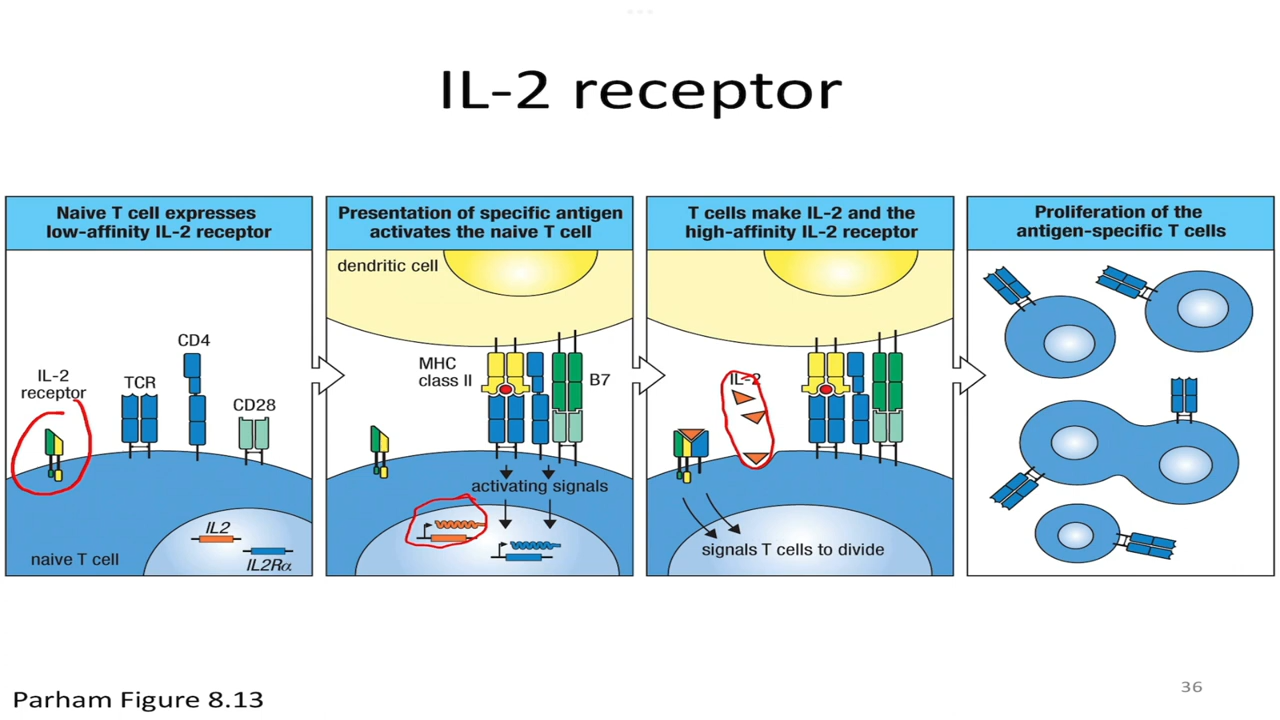 IL-2 receptor
Naive T cell expresses
low-affinity IL-2 receptor
IL-2
receptor
TCR
CD4
CD28
IL2
IL2Rα
naive T cell
Presentation of specific antigen
activates the naive T cell
dendritic cell
MHC
class II
B7
activating signals
T cells make IL-2 and the
high-affinity IL-2 receptor
IL-2
signals T cells to divide
Proliferation of the
antigen-specific T cells
Parham Figure 8.13
36